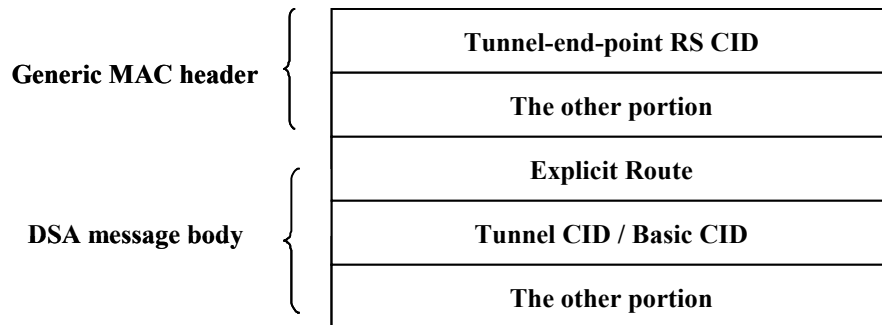 Tunnel-end-point RS CID
Generic MAC header
The other portion
Explicit Route
DSA message body
Tunnel CID / Basic CID
The other portion